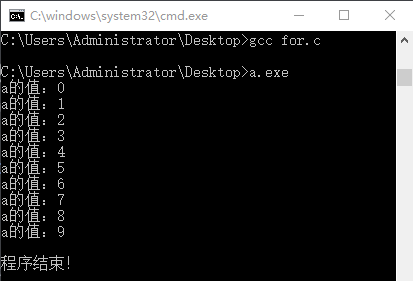 C:\windows\system32\cmd.exe
C:\Users\Administrator\Desktop>gcc for.c
C:\Users\Administrator\Desktop>a.exe
a的值：0
a的值：1
a的值：2
a的值：3
a的值：4
a的值：5
a的值：6
a的值：7
a的值：8
a的值：9
程序结束!